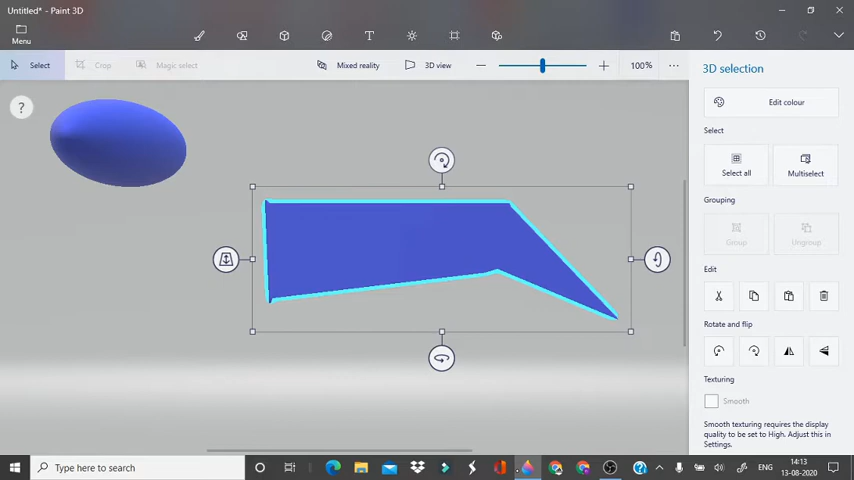 Untitled* - Paint 3D
Menu
Select
Crop
Magic select
Mixed reality
3D view
100%
?
3D selection
Edit colour
Select
Select all
Multiselect
Grouping
Group
Ungroup
Edit
Rotate and flip
Texturing
Smooth
Smooth texturing requires the display
quality to be set to High. Adjust this in
Settings.
Type here to search
ENG
14:13
13-08-2020